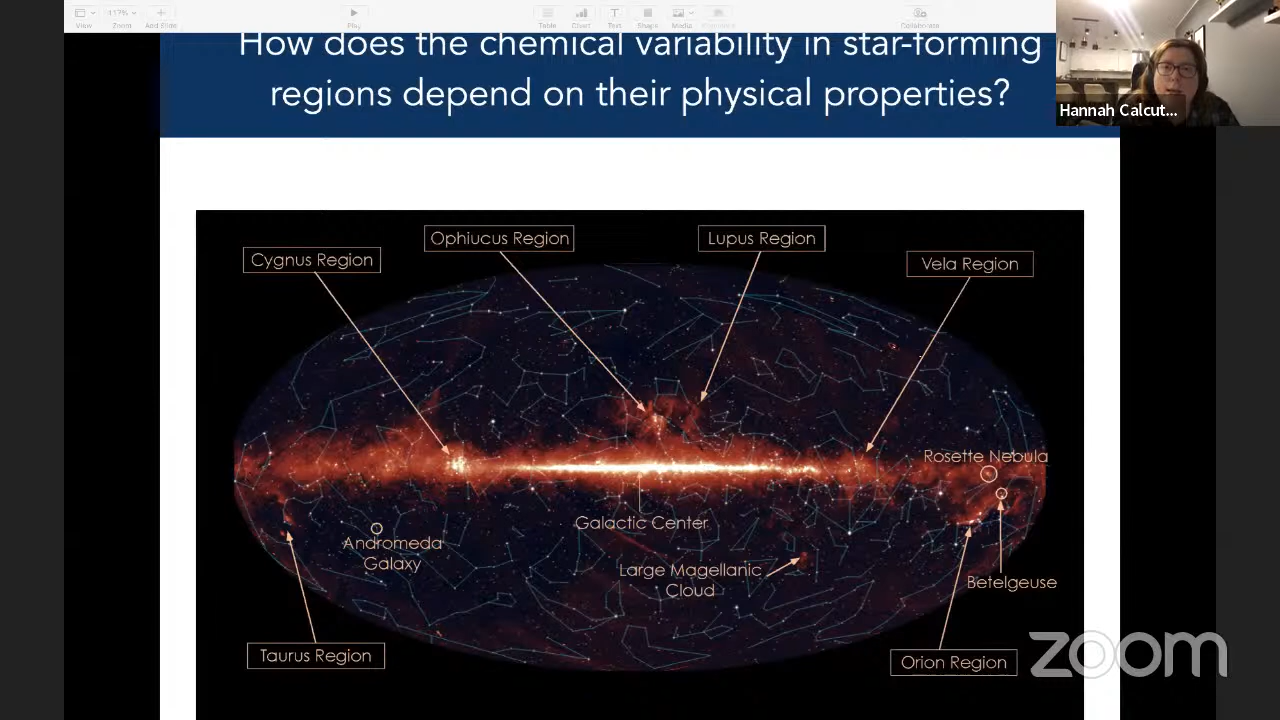 117%
View
Zoom
Add Slide
Play
Table
Chart
Text
Shape
Media
Collaborate
How does the chemical variability in star-forming
regions depend on their physical properties?
Hannah Calcut...
Ophiucus Region
Lupus Region
Cygnus Region
Vela Region
Rosette Nebula
Galactic Center
Andromeda
Galaxy
Large Magellanic
Cloud
Betelgeuse
Taurus Region
Orion Region
zoom